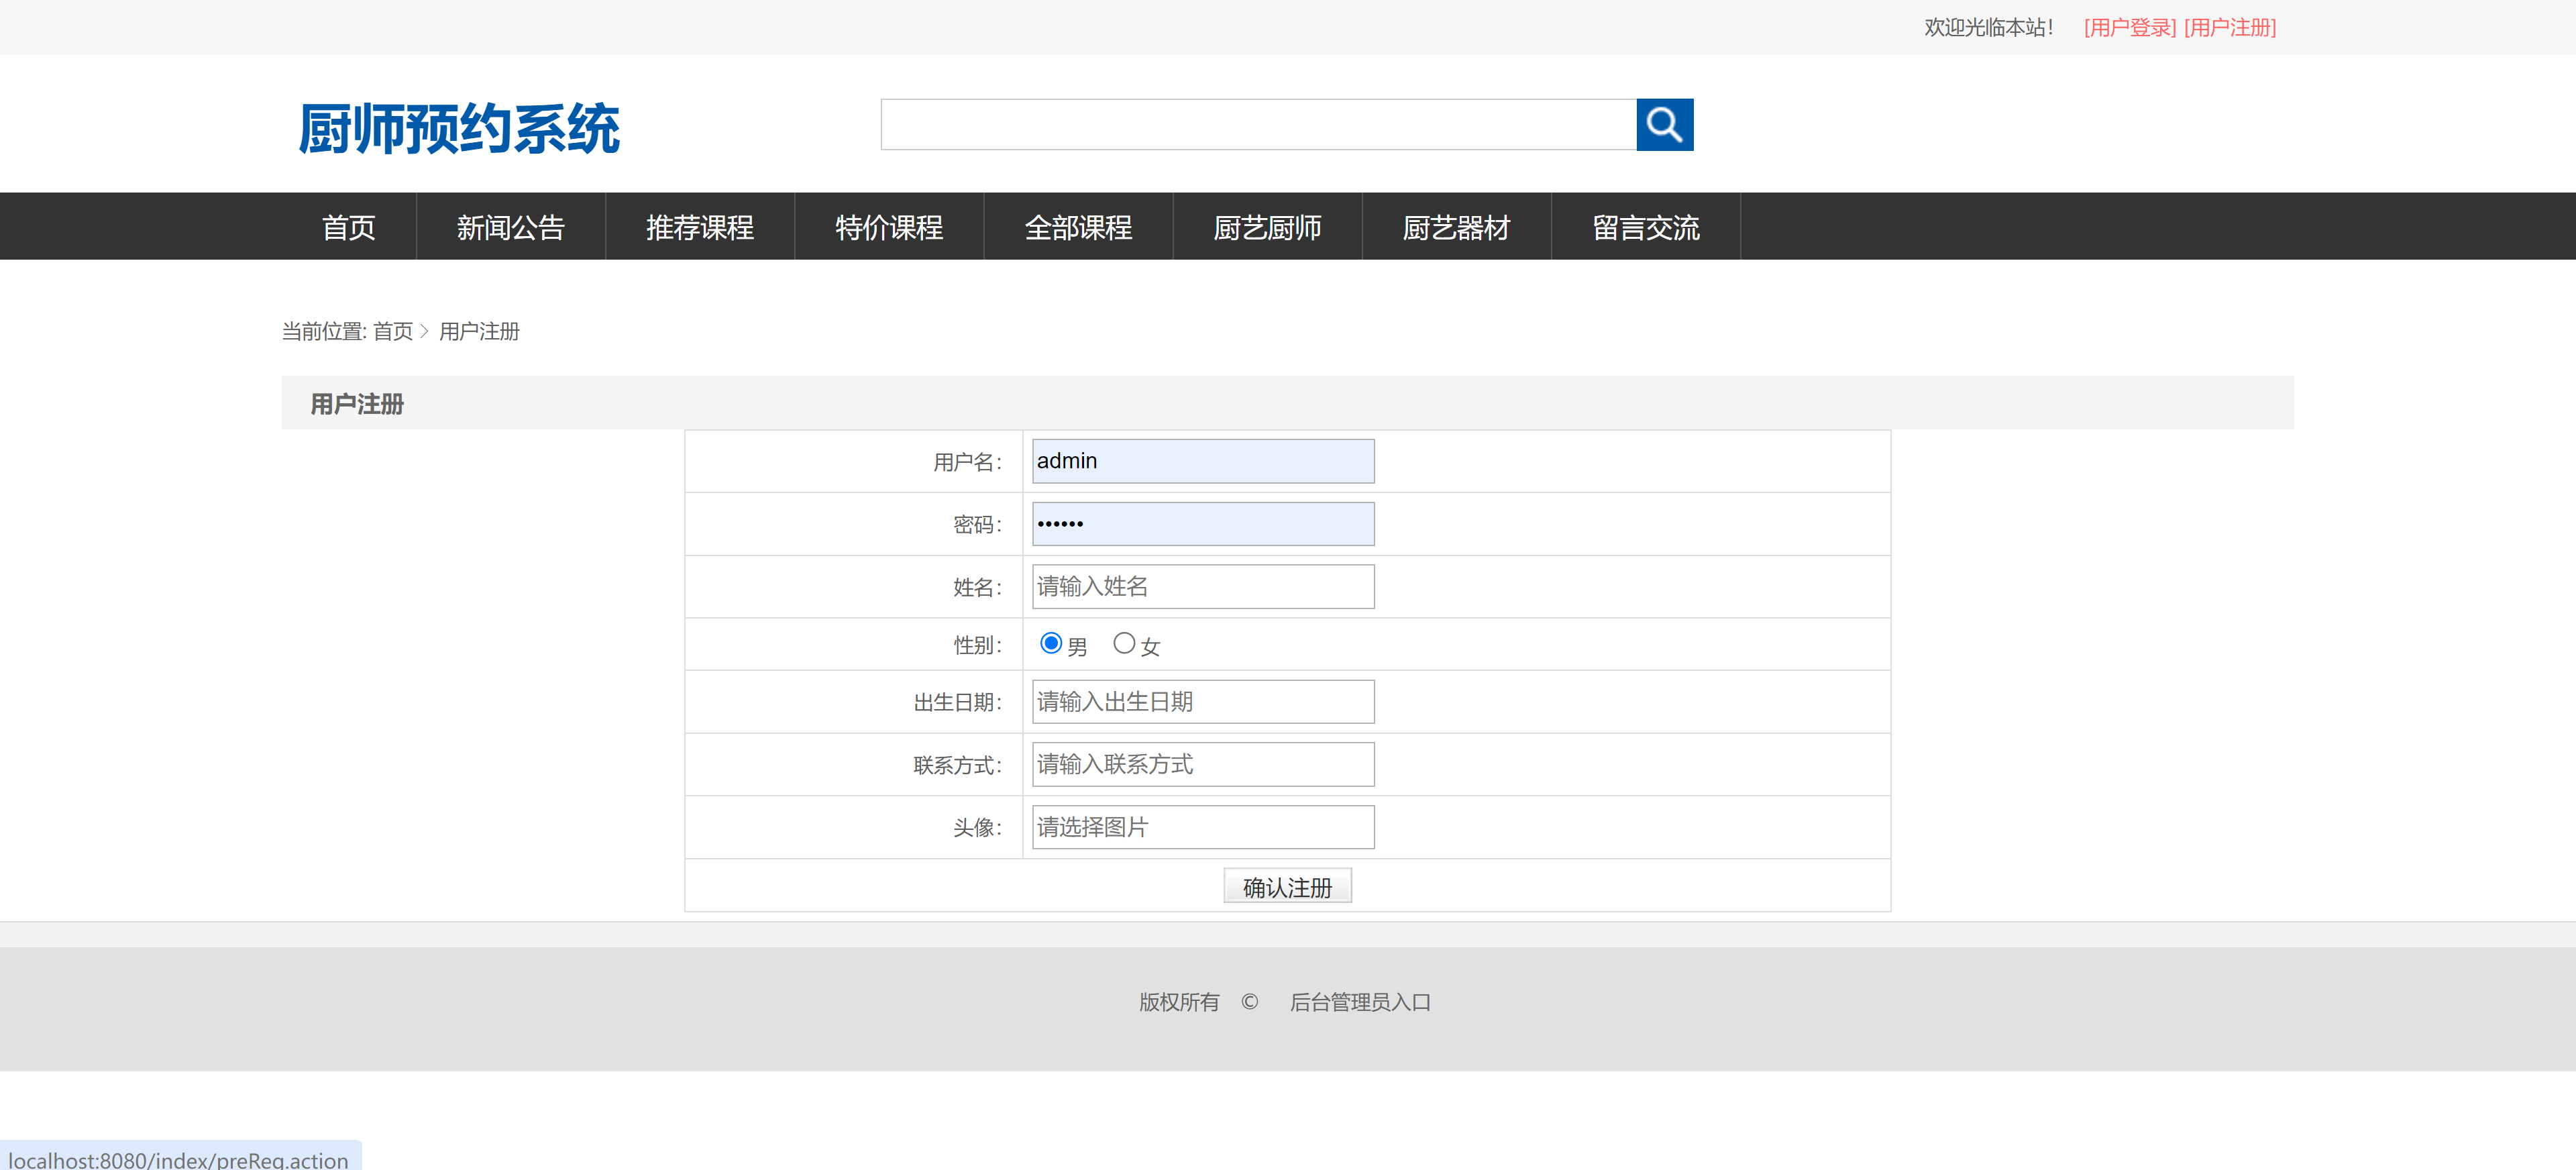 欢迎光临本站! [用户登录] [用户注册]
厨师预约系统
首页 新闻公告 推荐课程 特价课程 全部课程 厨艺厨师 厨艺器材 留言交流
当前位置: 首页 > 用户注册
用户注册
用户名: admin
密码: ••••••
姓名: 请输入姓名
性别: 男 女
出生日期: 请输入出生日期
联系方式: 请输入联系方式
头像: 请选择图片
确认注册
版权所有 © 后台管理员入口
localhost:8080/index/preReg.action